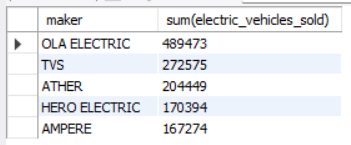 maker sum(electric_vehicles_sold)
OLA ELECTRIC 489473
TVS 272575
ATHER 204449
HERO ELECTRIC 170394
AMPERE 167274